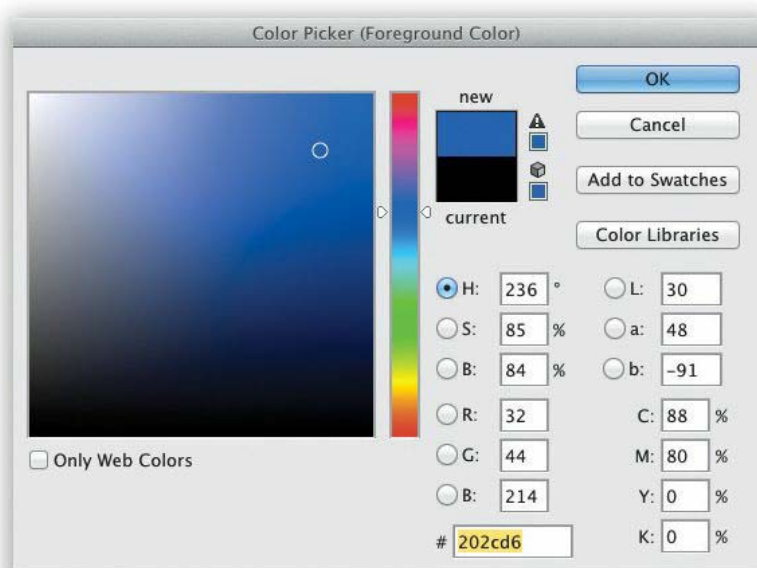 Color Picker (Foreground Color)
new
current
OK
Cancel
Add to Swatches
Color Libraries
H: 236 °
S: 85 %
B: 84 %
R: 32
G: 44
B: 214
# 202cd6
L: 30
a: 48
b: -91
C: 88 %
M: 80 %
Y: 0 %
K: 0 %
Only Web Colors